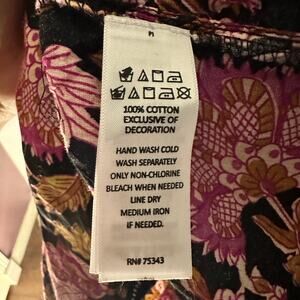 100% COTTON
EXCLUSIVE OF
DECORATION
HAND WASH COLD
WASH SEPARATELY
ONLY NON-CHLORINE
BLEACH WHEN NEEDED
LINE DRY
MEDIUM IRON
IF NEEDED.
RN# 75343